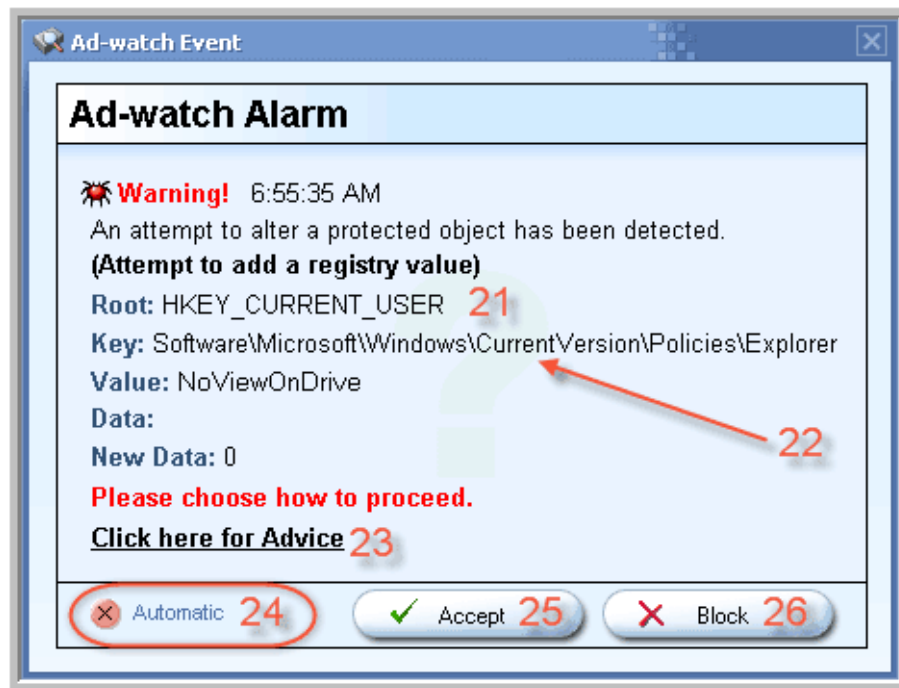 Ad-watch Event
Ad-watch Alarm
Warning! 6:55:35 AM
An attempt to alter a protected object has been detected.
(Attempt to add a registry value)
Root: HKEY_CURRENT_USER 21
Key: Software\Microsoft\Windows\CurrentVersion\Policies\Explorer
Value: NoViewOnDrive
Data:
22
New Data: 0
Please choose how to proceed.
Click here for Advice 23
Automatic 24 Accept 25 Block 26